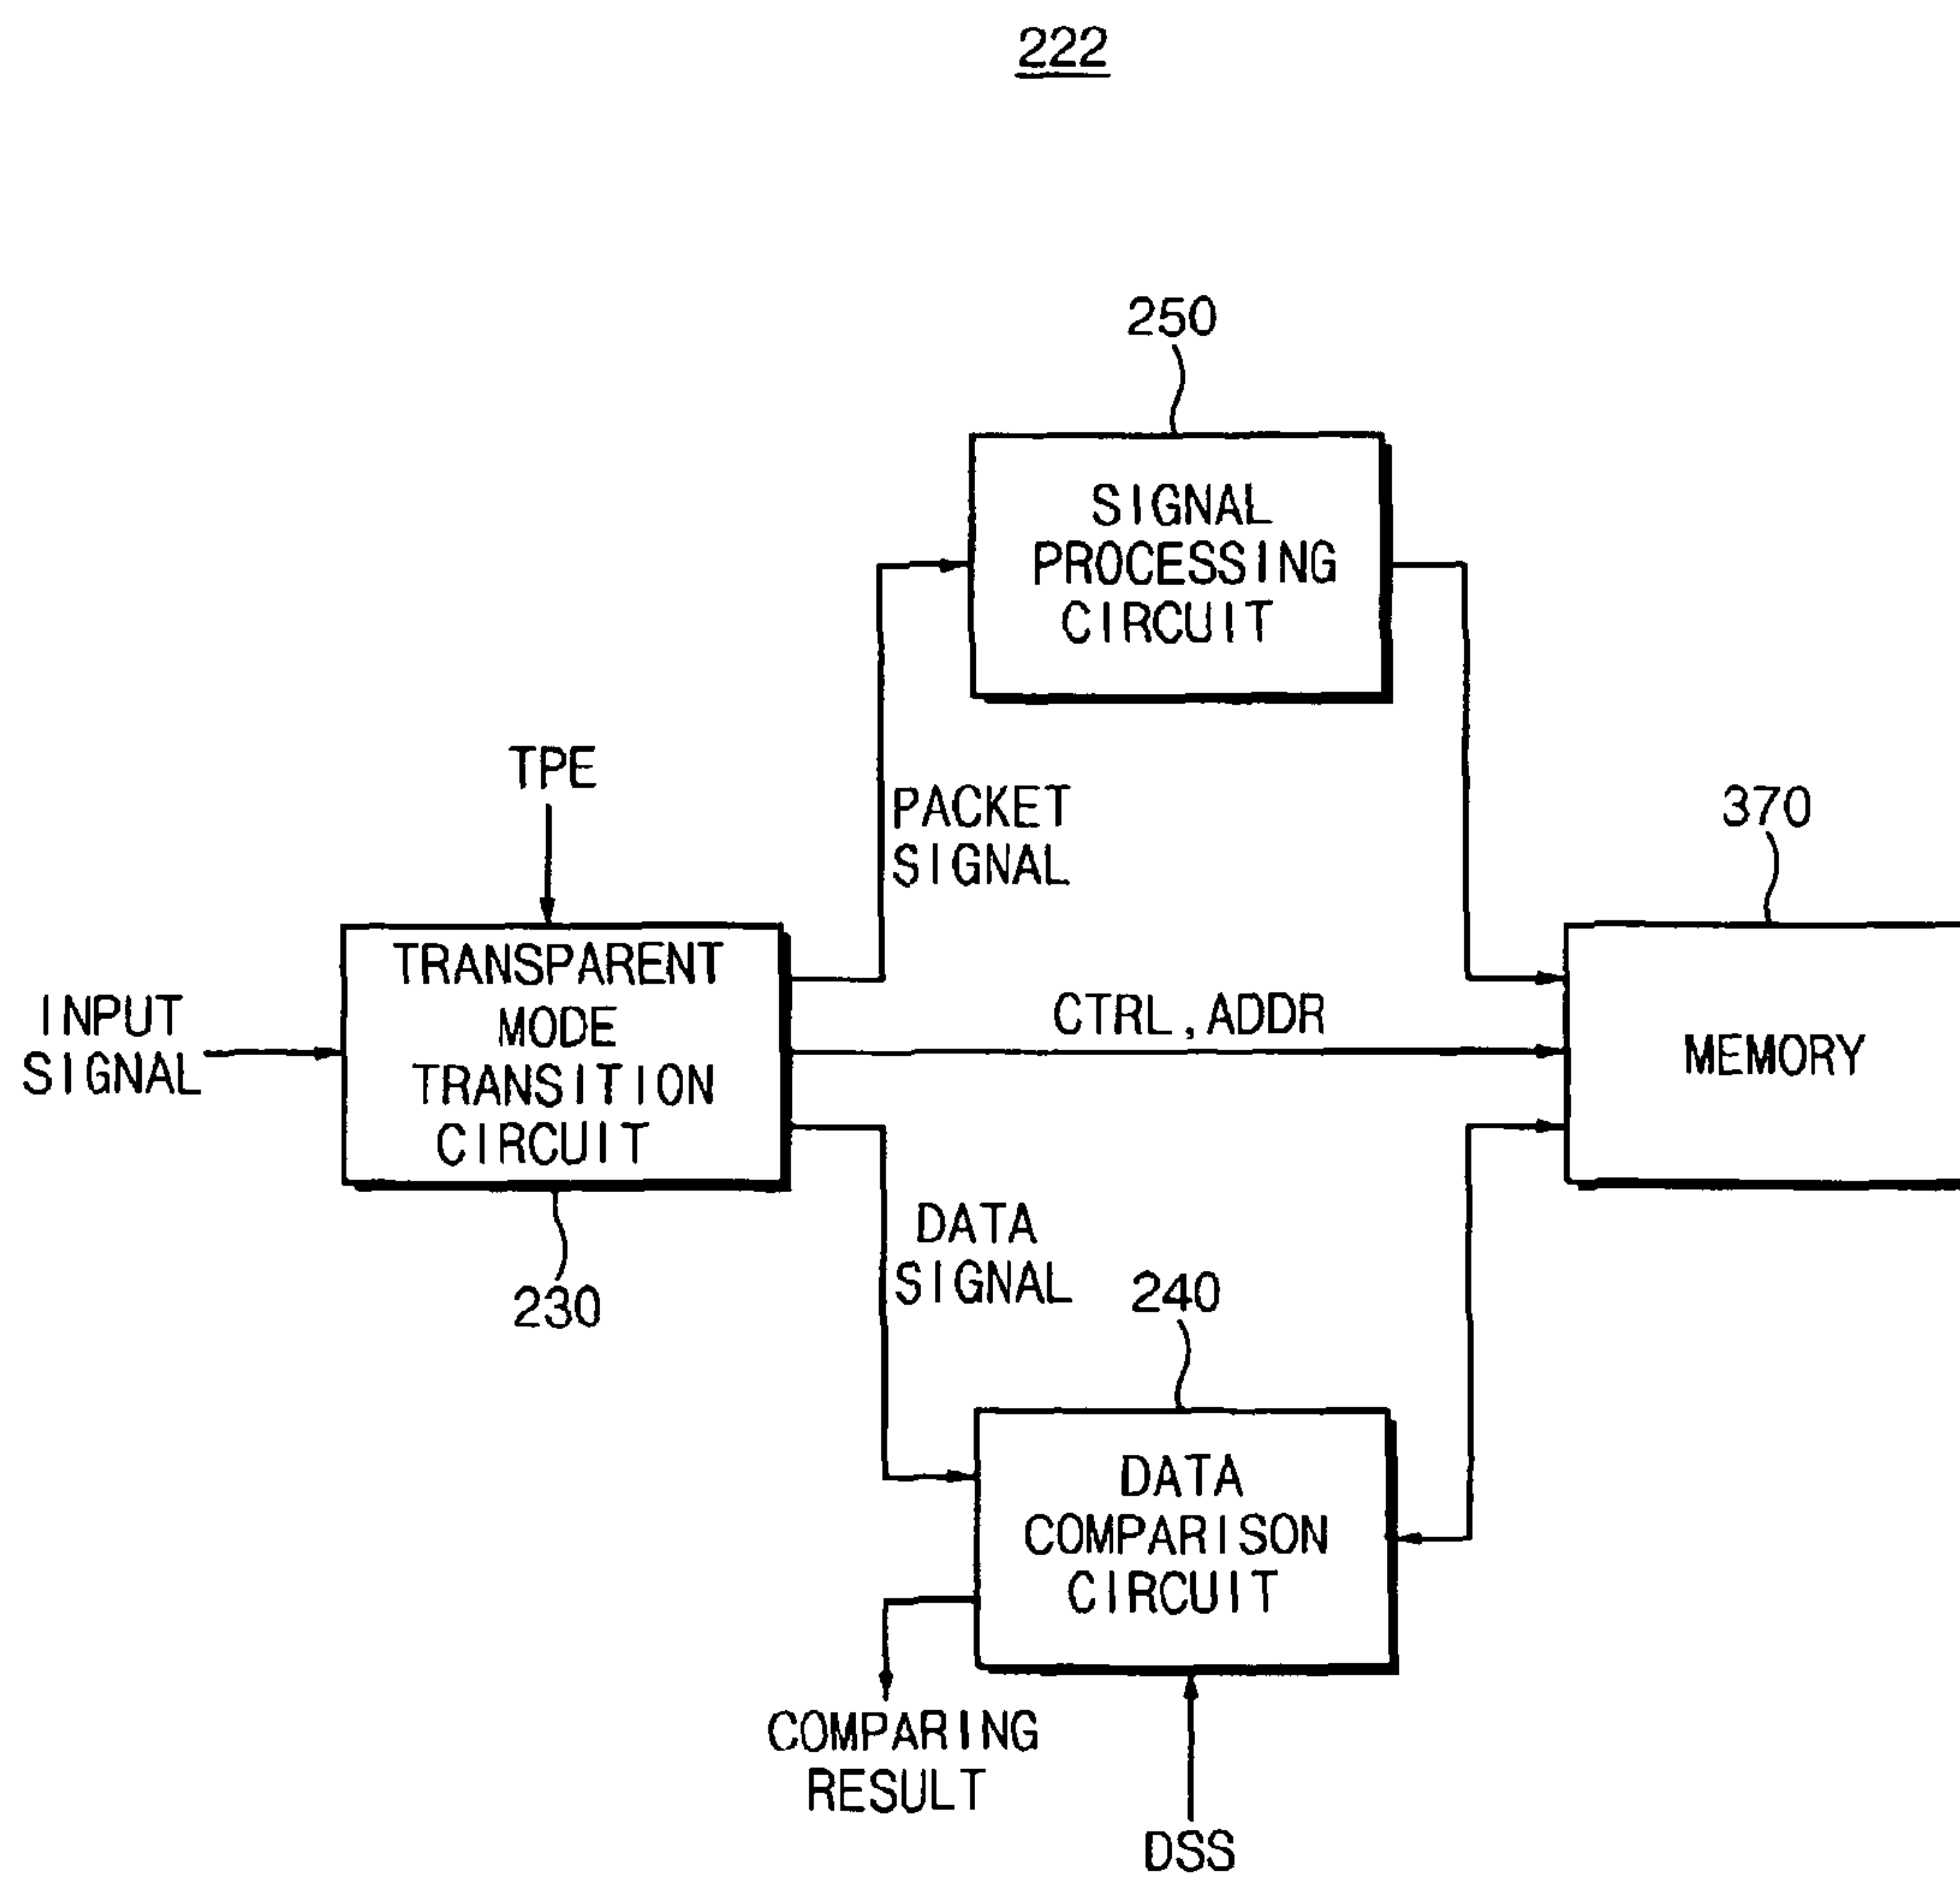 222
250
SIGNAL
PROCESSING
CIRCUIT
TPE
PACKET
SIGNAL
370
TRANSPARENT
MODE
TRANSITION
CIRCUIT
INPUT
SIGNAL
CTRL,ADDR
MEMORY
230
DATA
SIGNAL
240
DATA
COMPARISON
CIRCUIT
COMPARING
RESULT
DSS